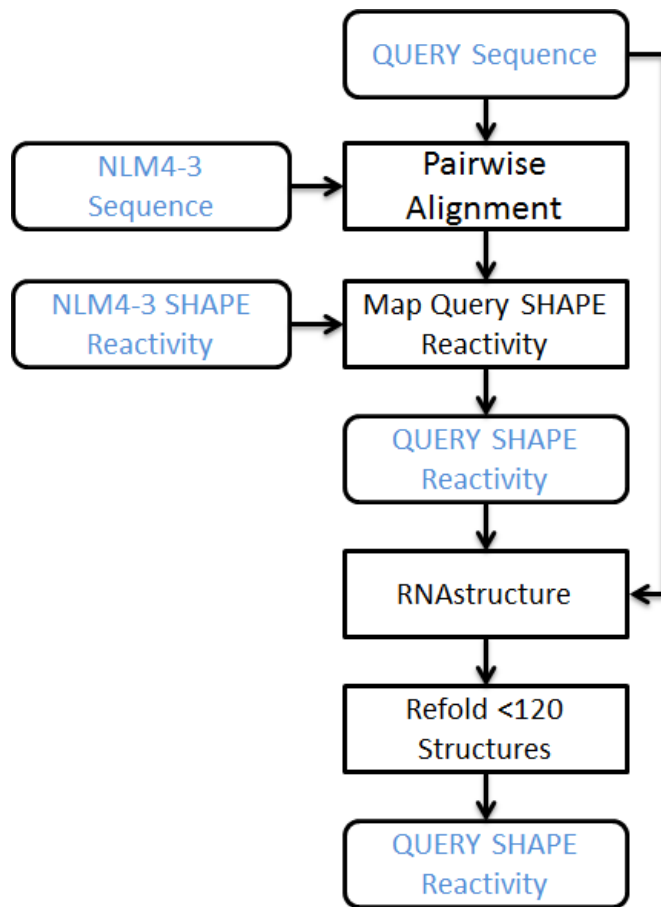 QUERY Sequence
NLM4-3
Sequence
Pairwise
Alignment
NLM4-3 SHAPE
Reactivity
Map Query SHAPE
Reactivity
QUERY SHAPE
Reactivity
RNAstructure
Refold <120
Structures
QUERY SHAPE
Reactivity